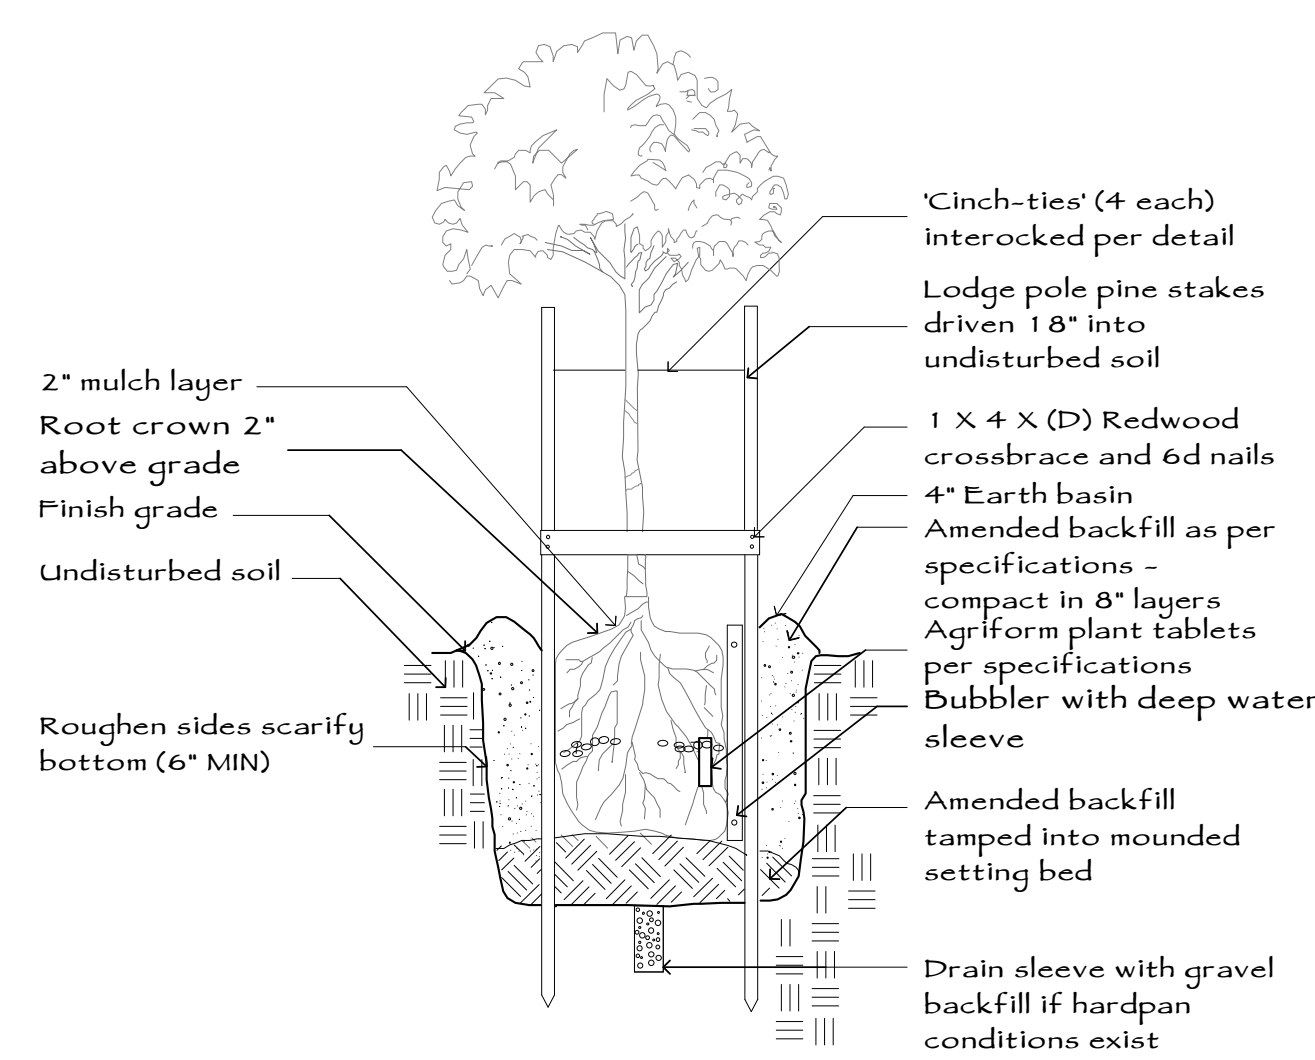 2" mulch layer
Root crown 2"
above grade
Finish grade
Undisturbed soil
Roughen sides scarify
bottom (6" MIN)
'Cinch-ties' (4 each)
interocked per detail
Lodge pole pine stakes
driven 18" into
undisturbed soil
1 X 4 X (D) Redwood
crossbrace and 6d nails
4" Earth basin
Amended backfill as per
specifications -
compact in 8" layers
Agriform plant tablets
per specifications
Bubbler with deep water
sleeve
Amended backfill
tamped into mounded
setting bed
Drain sleeve with gravel
backfill if hardpan
conditions exist